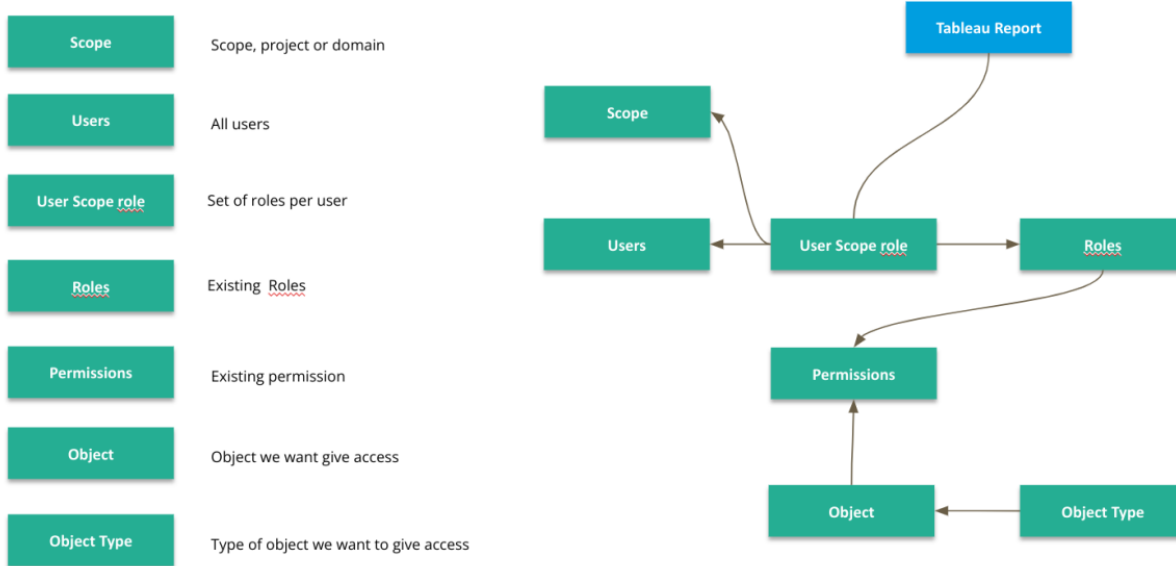 Scope
Scope, project or domain
Users
All users
User Scope role
Set of roles per user
Roles
Existing Roles
Permissions
Existing permission
Object
Object we want give access
Object Type
Type of object we want to give access
Tableau Report
Scope
Users
User Scope role
Roles
Permissions
Object
Object Type